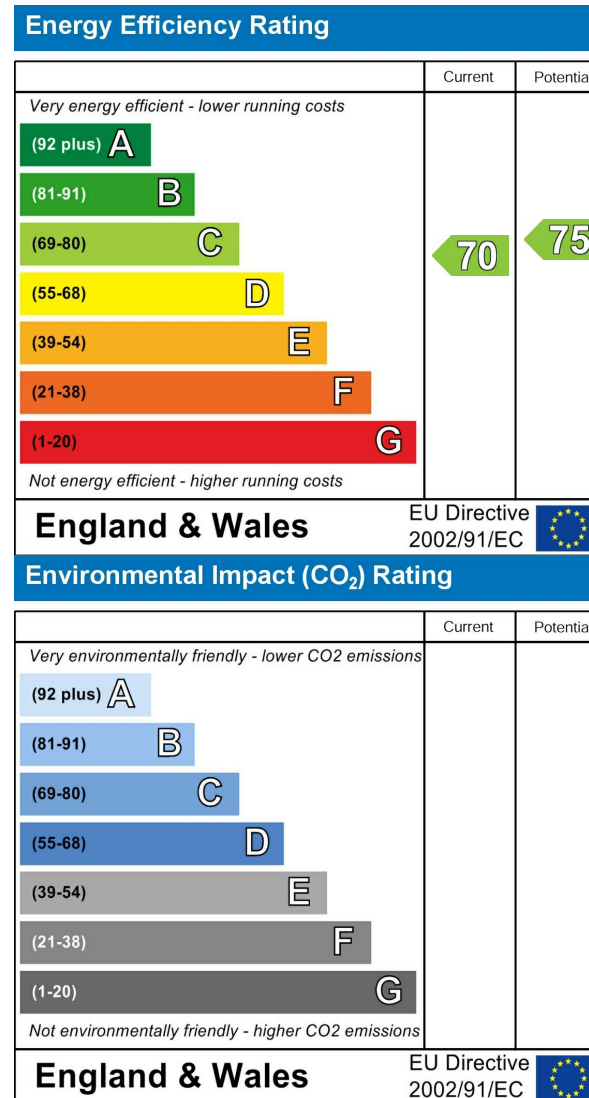 Energy Efficiency Rating
Current Potentia
Very energy efficient - lower running costs
(92 plus) A
(81-91) B
(69-80) C
70 75
(55-68) D
(39-54) E
(21-38) F
(1-20) G
Not energy efficient - higher running costs
England & Wales
EU Directive
2002/91/EC
Environmental Impact (CO₂) Rating
Current Potentia
Very environmentally friendly - lower CO2 emissions
(92 plus) A
(81-91) B
(69-80) C
(55-68) D
(39-54) E
(21-38) F
(1-20) G
Not environmentally friendly - higher CO2 emissions
England & Wales
EU Directive
2002/91/EC